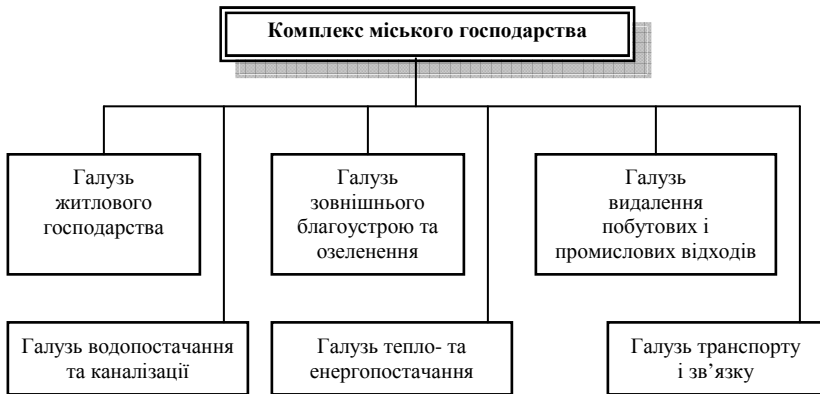 Комплекс міського господарства
Галузь
житлового
господарства
Галузь
зовнішнього
благоустрою та
озеленення
Галузь
видалення
побутових і
промислових відходів
Галузь водопостачання
та каналізації
Галузь тепло- та
енергопостачання
Галузь транспорту
і зв’язку